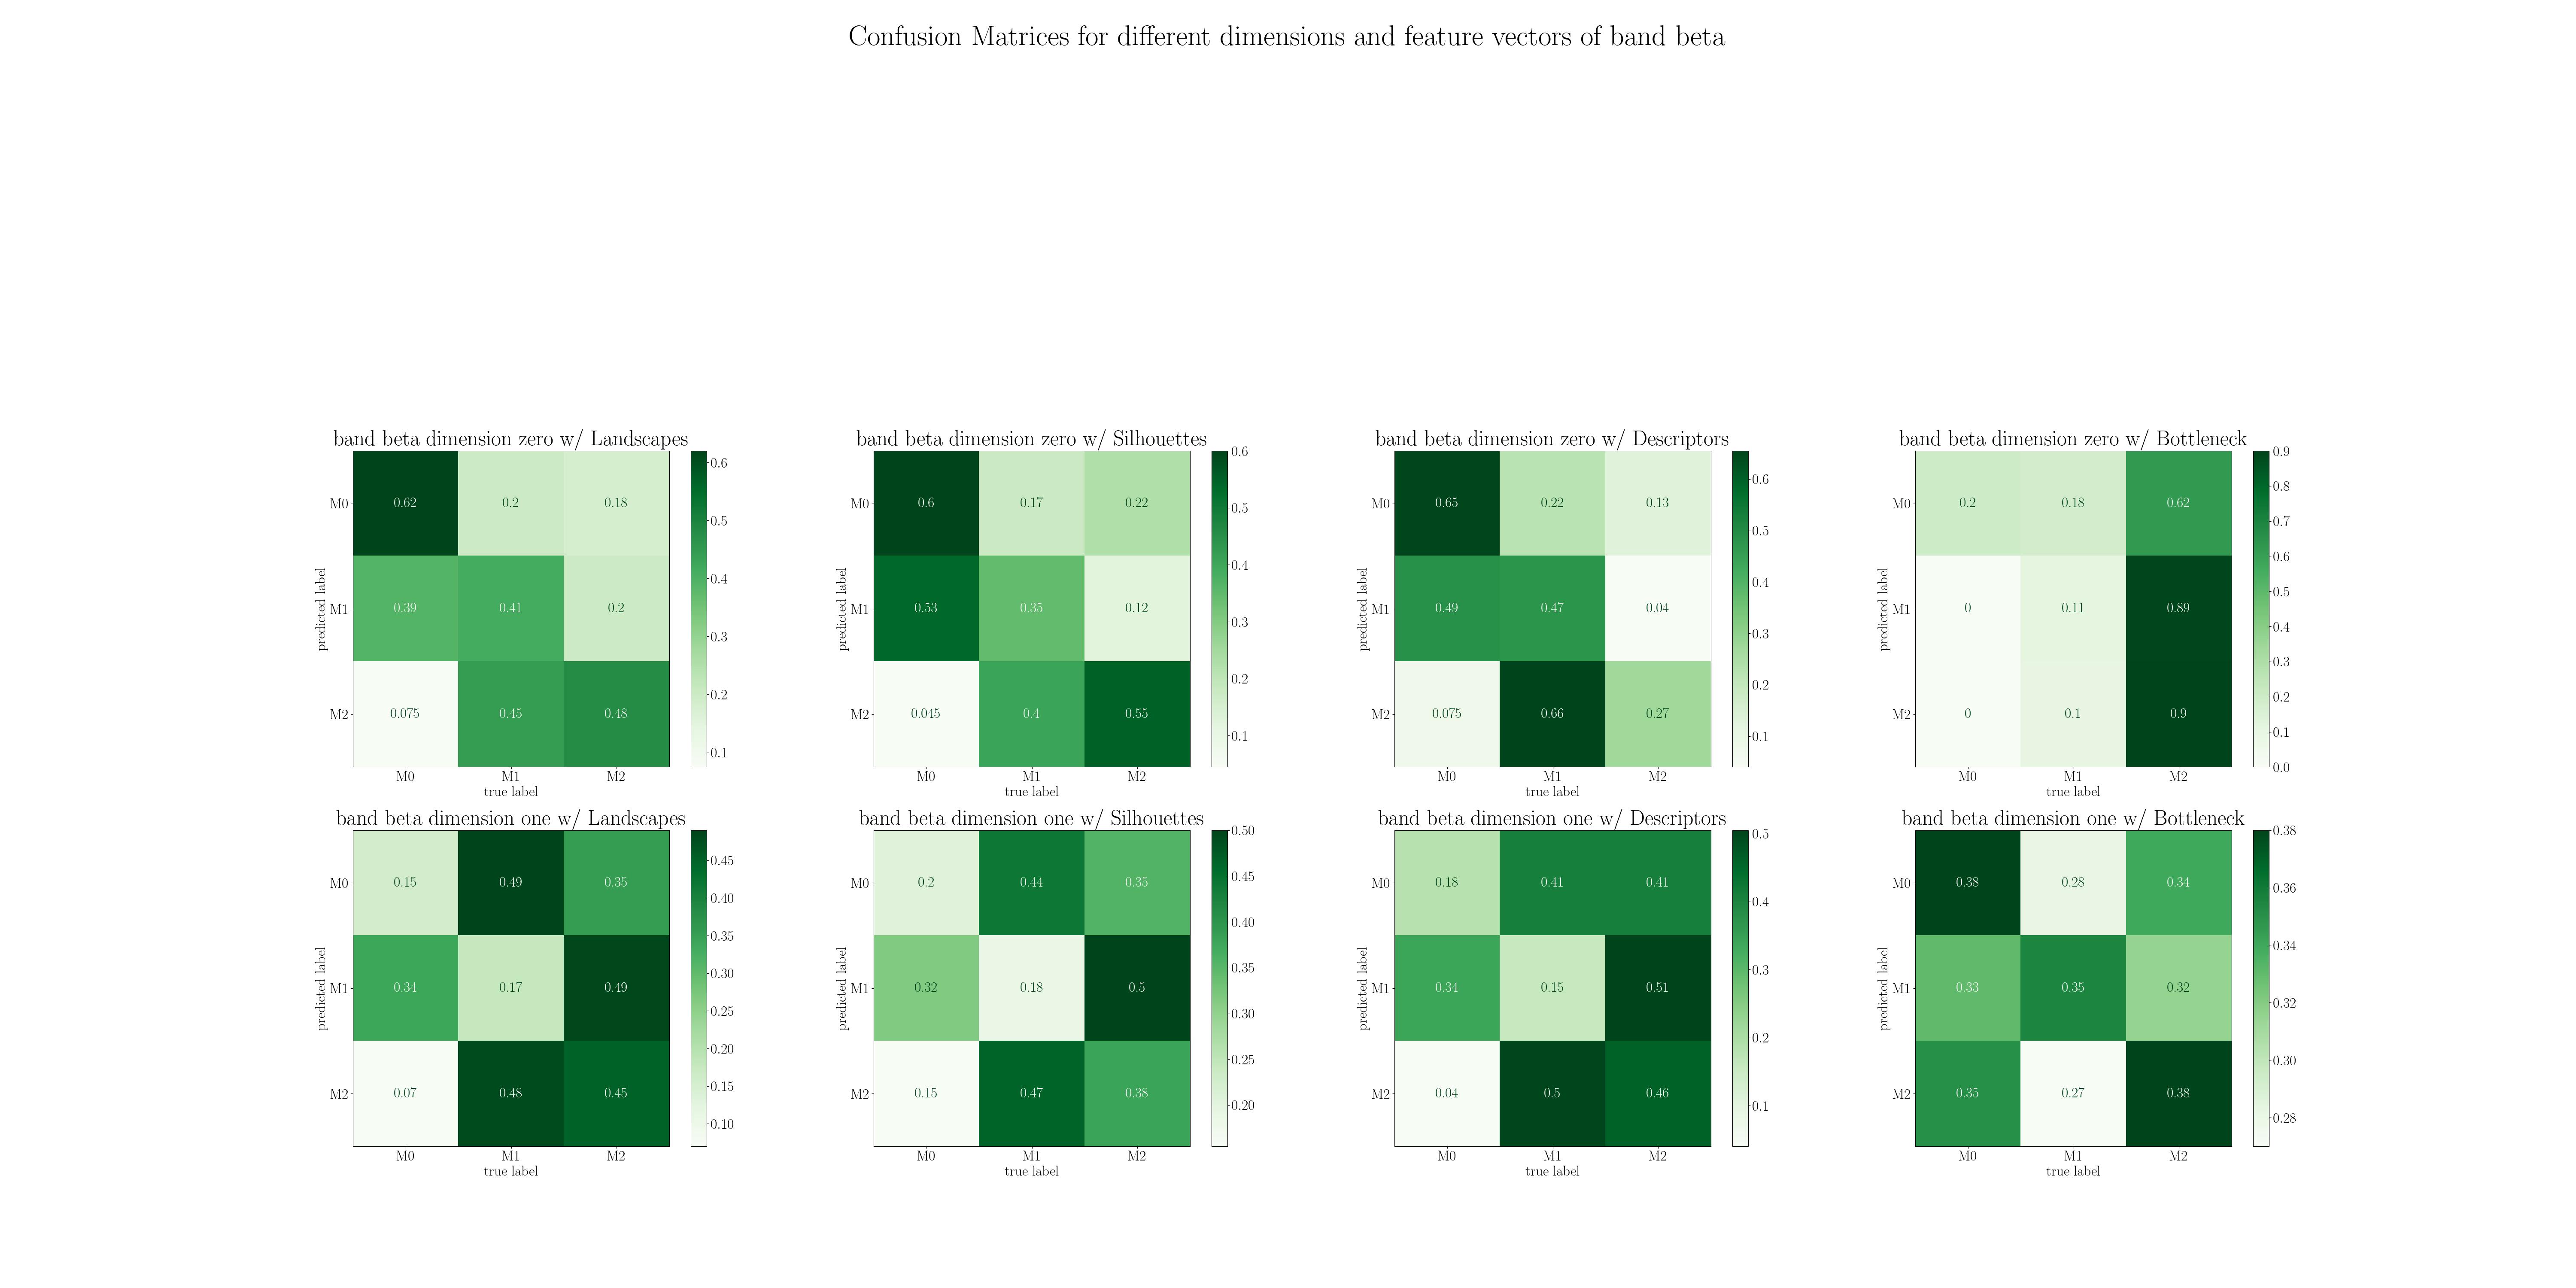 Confusion Matrices for different dimensions and feature vectors of band beta
band beta dimension zero w/ Landscapes
M0 0.62 0.2 0.18
M1 0.39 0.41 0.2
M2 0.075 0.45 0.48
M0 M1 M2
true label
predicted label
0.6
0.5
0.4
0.3
0.2
0.1
band beta dimension zero w/ Silhouettes
M0 0.6 0.17 0.22
M1 0.53 0.35 0.12
M2 0.045 0.4 0.55
M0 M1 M2
true label
predicted label
0.6
0.5
0.4
0.3
0.2
0.1
band beta dimension zero w/ Descriptors
M0 0.65 0.22 0.13
M1 0.49 0.47 0.04
M2 0.075 0.66 0.27
M0 M1 M2
true label
predicted label
0.6
0.5
0.4
0.3
0.2
0.1
band beta dimension zero w/ Bottleneck
M0 0.2 0.18 0.62
M1 0 0.11 0.89
M2 0 0.1 0.9
M0 M1 M2
true label
predicted label
0.9
0.8
0.7
0.6
0.5
0.4
0.3
0.2
0.1
0.0
band beta dimension one w/ Landscapes
M0 0.15 0.49 0.35
M1 0.34 0.17 0.49
M2 0.07 0.48 0.45
M0 M1 M2
true label
predicted label
0.45
0.40
0.35
0.30
0.25
0.20
0.15
0.10
band beta dimension one w/ Silhouettes
M0 0.2 0.44 0.35
M1 0.32 0.18 0.5
M2 0.15 0.47 0.38
M0 M1 M2
true label
predicted label
0.50
0.45
0.40
0.35
0.30
0.25
0.20
band beta dimension one w/ Descriptors
M0 0.18 0.41 0.41
M1 0.34 0.15 0.51
M2 0.04 0.5 0.46
M0 M1 M2
true label
predicted label
0.5
0.4
0.3
0.2
0.1
band beta dimension one w/ Bottleneck
M0 0.38 0.28 0.34
M1 0.33 0.35 0.32
M2 0.35 0.27 0.38
M0 M1 M2
true label
predicted label
0.38
0.36
0.34
0.32
0.30
0.28